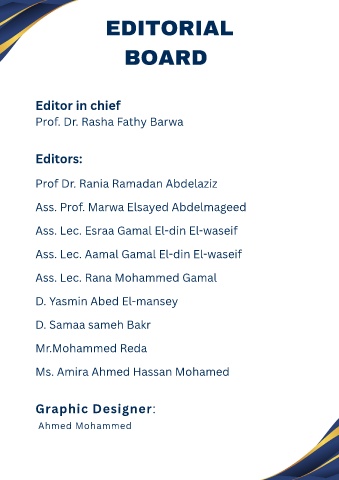 EDITORIAL
BOARD
Editor in chief
Prof. Dr. Rasha Fathy Barwa
Editors:
Prof Dr. Rania Ramadan Abdelaziz
Ass. Prof. Marwa Elsayed Abdelmageed
Ass. Lec. Esraa Gamal El-din El-waseif
Ass. Lec. Aamal Gamal El-din El-waseif
Ass. Lec. Rana Mohammed Gamal
D. Yasmin Abed El-mansey
D. Samaa sameh Bakr
Mr.Mohammed Reda
Ms. Amira Ahmed Hassan Mohamed
Graphic Designer:
Ahmed Mohammed